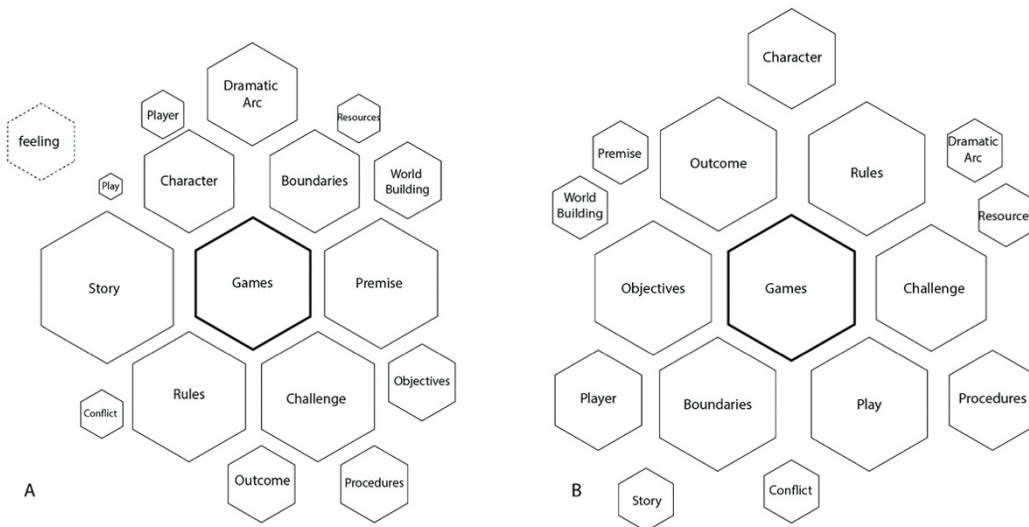 Dramatic
Arc
Player
Resources
feeling
Character
Boundaries
World
Building
Play
Story
Games
Premise
Rules
Challenge
Objectives
Conflict
Outcome
Procedures
A
Character
Premise
Outcome
Rules
Dramatic
Arc
World
Building
Resource
Objectives
Games
Challenge
Player
Boundaries
Play
Procedures
Story
Conflict
B